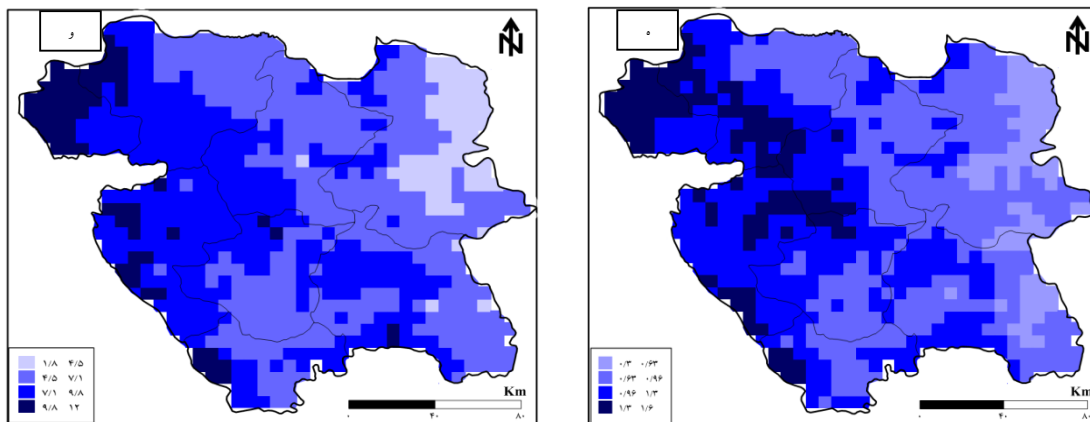 و
N
۱/۸ ۴/۵
۴/۵ ۷/۱
۷/۱ ۹/۸
۹/۸ ۱۲
Km
۰ ۴۰ ۸۰
ه
N
۰/۳ ۰/۶۳
۰/۶۳ ۰/۹۶
۰/۹۶ ۱/۳
۱/۳ ۱/۶
Km
۰ ۴۰ ۸۰